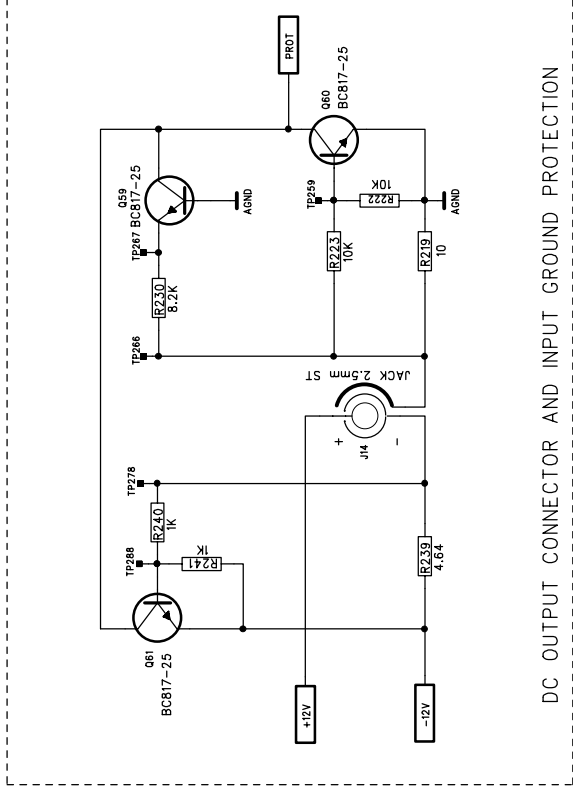 PROT
Q60
BC817-25
Q59
BC817-25
AGND
TP267
R230
8.2K
TP266
TP259
R222
10K
AGND
R223
10K
R219
10
JACK 2.5mm ST
+
-
J14
TP278
R240
1K
TP288
R241
1K
Q61
BC817-25
R239
4.64
+12V
-12V
DC OUTPUT CONNECTOR AND INPUT GROUND PROTECTION